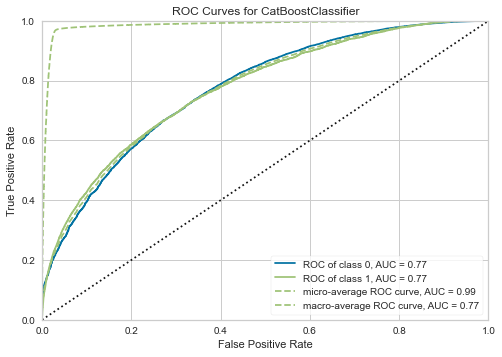 ROC Curves for CatBoostClassifier
1.0
0.8
0.6
0.4
0.2
0.0
True Positive Rate
ROC of class 0, AUC = 0.77
ROC of class 1, AUC = 0.77
micro-average ROC curve, AUC = 0.99
macro-average ROC curve, AUC = 0.77
0.0 0.2 0.4 0.6 0.8 1.0
False Positive Rate